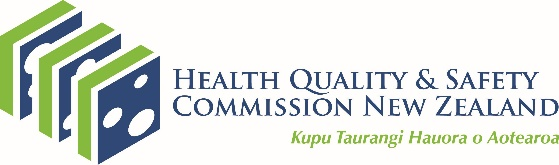 HEALTH QUALITY & SAFETY
COMMISSION NEW ZEALAND
Kupu Taurangi Hauora o Aotearoa